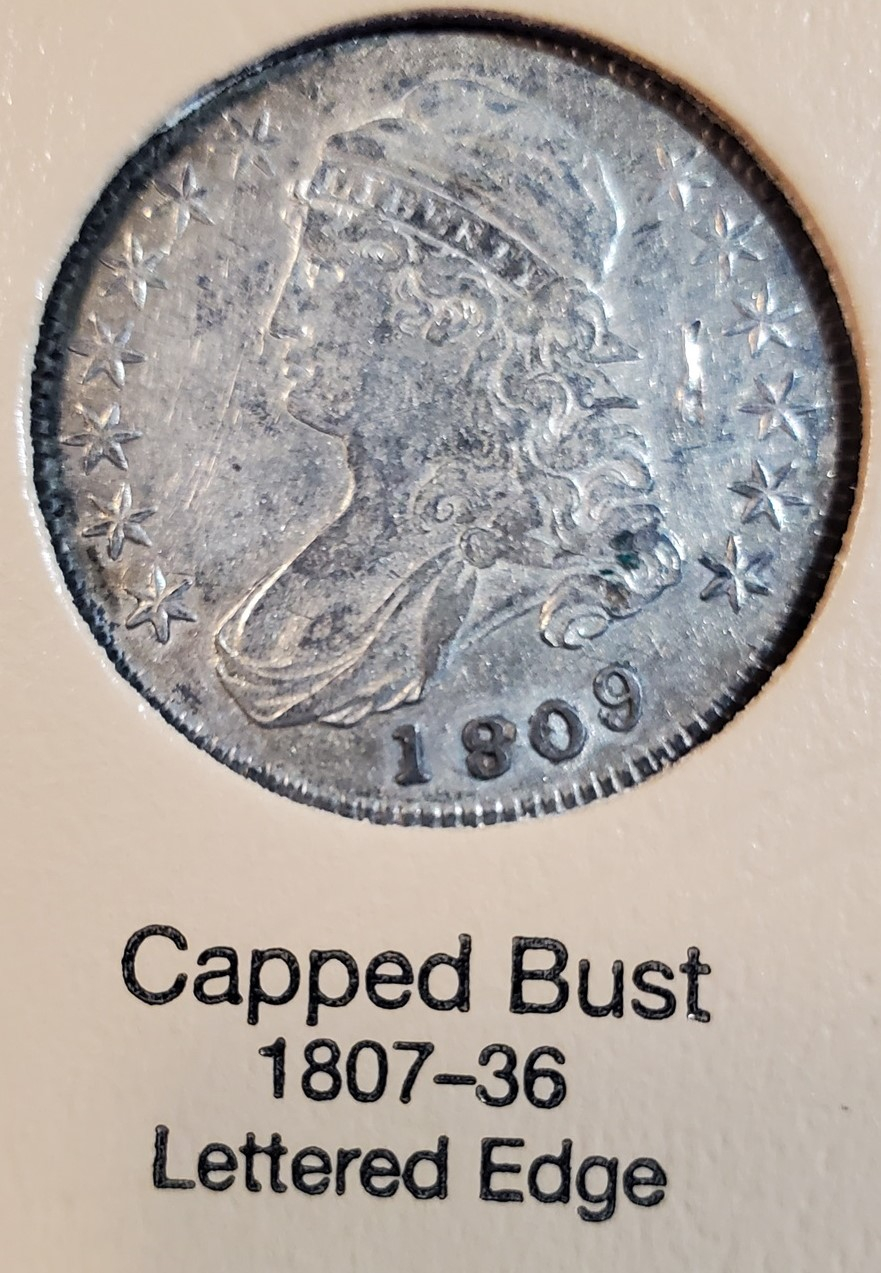 LIBERTY
1809
Capped Bust
1807–36
Lettered Edge